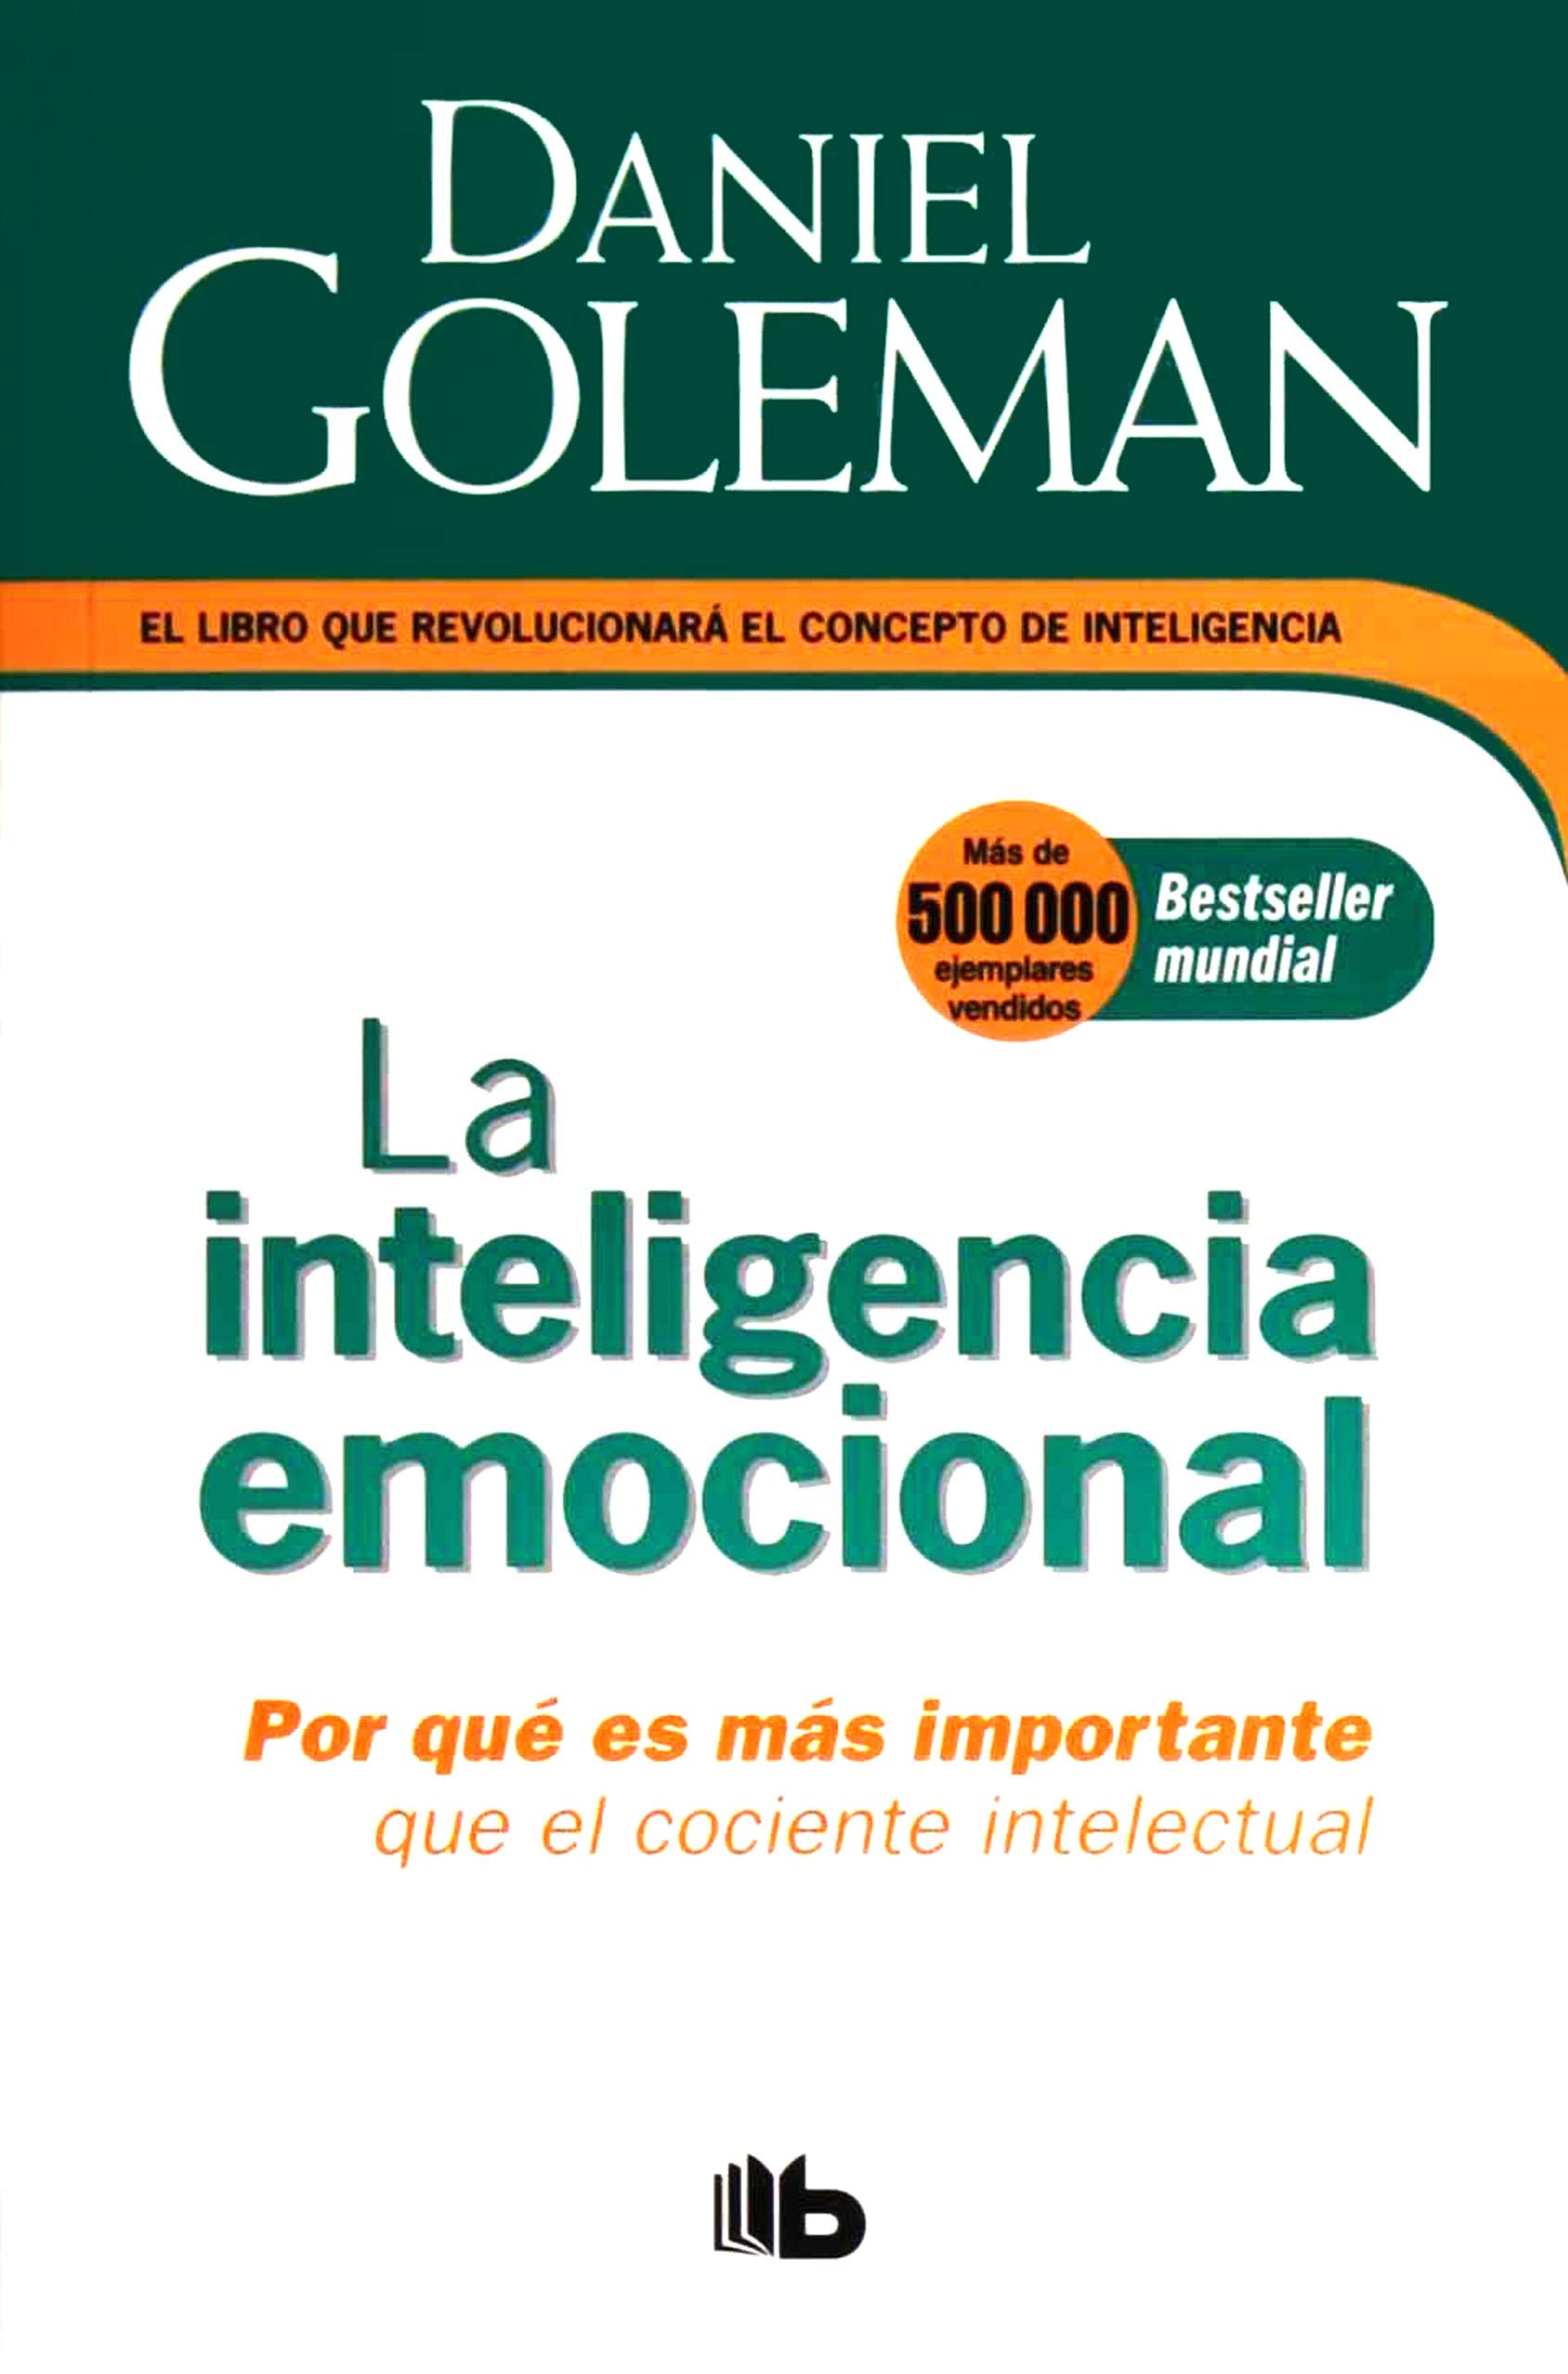 DANIEL
GOLEMAN
EL LIBRO QUE REVOLUCIONARÁ EL CONCEPTO DE INTELIGENCIA
Más de
500 000
ejemplares
vendidos
Bestseller
mundial
La
inteligencia
emocional
Por qué es más importante
que el cociente intelectual
b